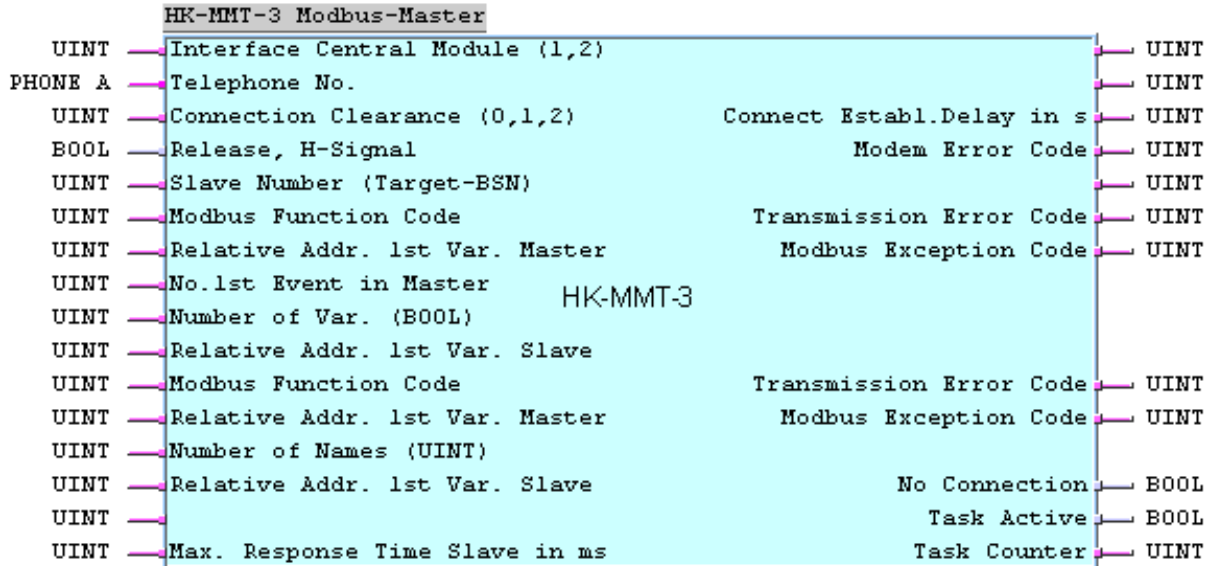 HK-MMT-3 Modbus-Master
UINT Interface Central Module (1,2) UINT
PHONE A Telephone No. UINT
UINT Connection Clearance (0,1,2) Connect Establ.Delay in s UINT
BOOL Release, H-Signal Modem Error Code UINT
UINT Slave Number (Target-BSN) UINT
UINT Modbus Function Code Transmission Error Code UINT
UINT Relative Addr. 1st Var. Master Modbus Exception Code UINT
UINT No.1st Event in Master
HK-MMT-3
UINT Number of Var. (BOOL)
UINT Relative Addr. 1st Var. Slave
UINT Modbus Function Code Transmission Error Code UINT
UINT Relative Addr. 1st Var. Master Modbus Exception Code UINT
UINT Number of Names (UINT)
UINT Relative Addr. 1st Var. Slave No Connection BOOL
UINT Task Active BOOL
UINT Max. Response Time Slave in ms Task Counter UINT